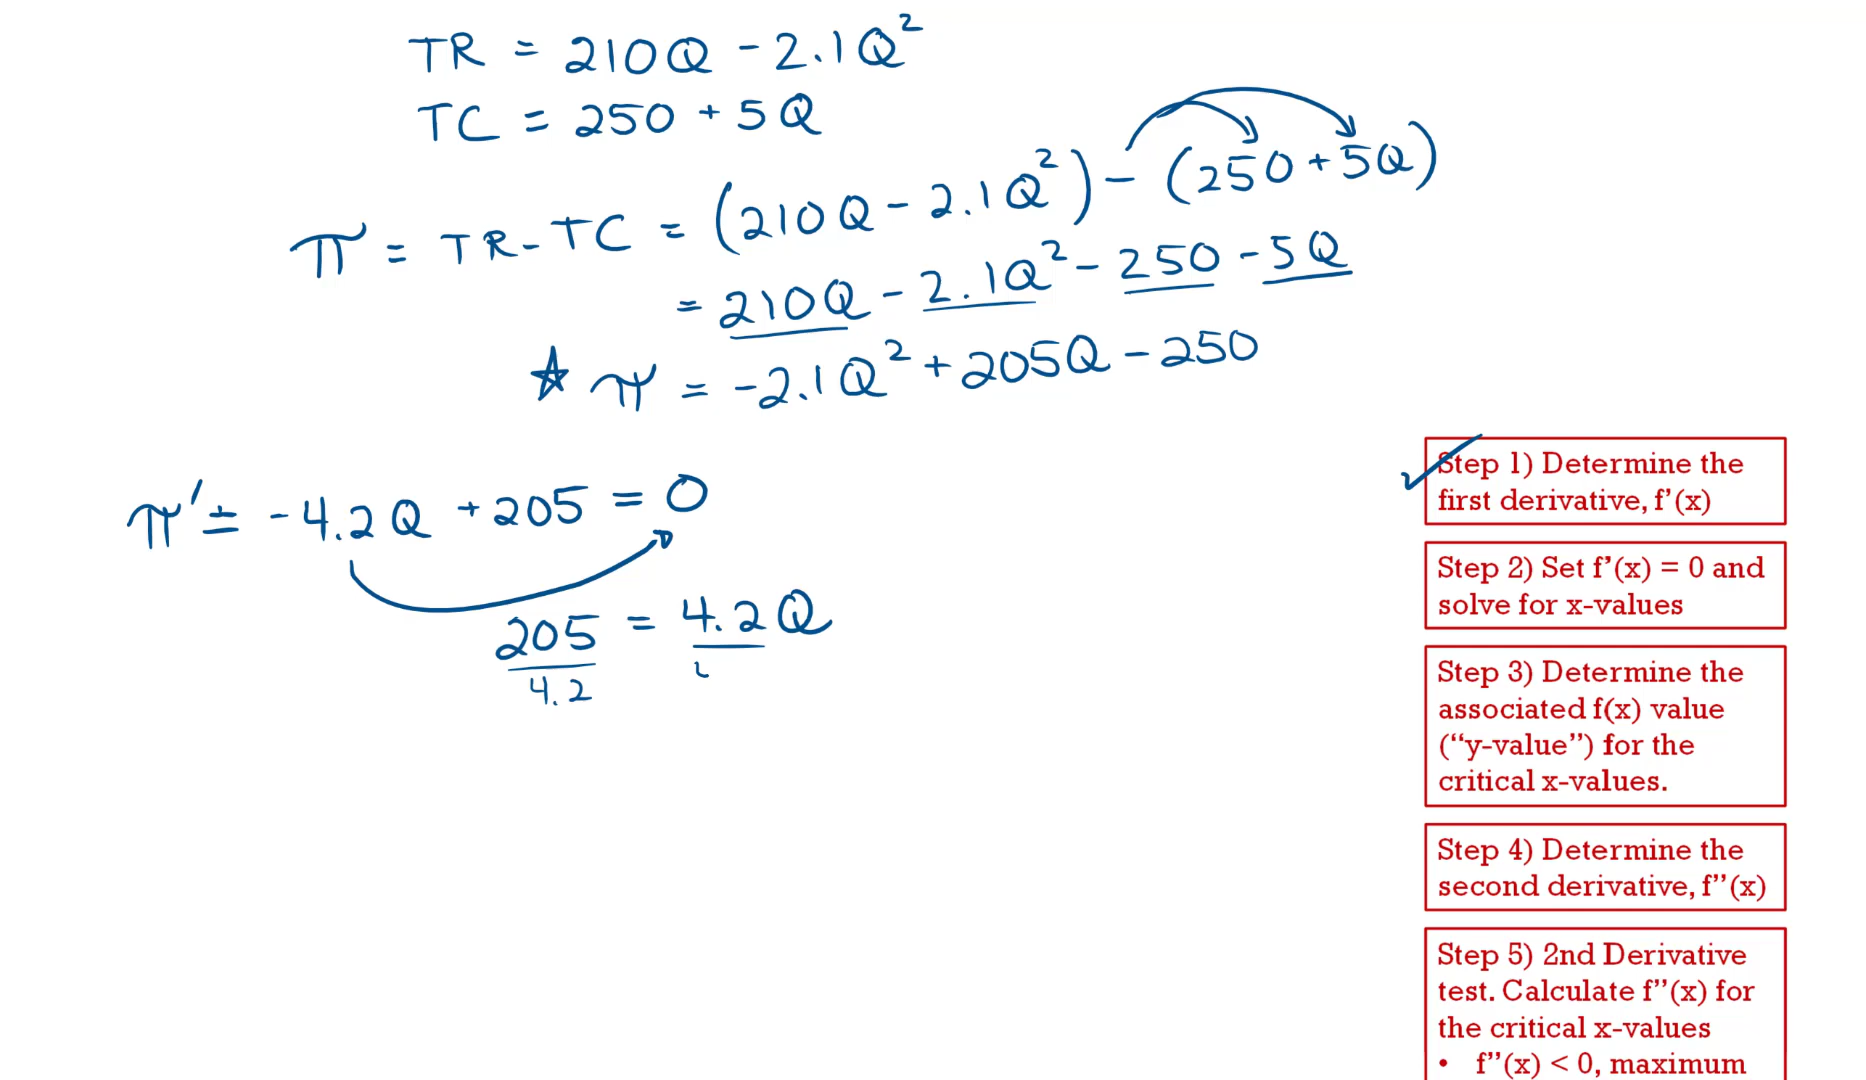 TR = 210Q - 2.1Q²
TC = 250 + 5Q
π = TR - TC = (210Q - 2.1Q²) - (250 + 5Q)
= 210Q - 2.1Q² - 250 - 5Q
☆ π = -2.1Q² + 205Q - 250
π' = -4.2Q + 205 = 0
205 = 4.2Q
4.2
Step 1) Determine the
first derivative, f'(x)
Step 2) Set f'(x) = 0 and
solve for x-values
Step 3) Determine the
associated f(x) value
(“y-value”) for the
critical x-values.
Step 4) Determine the
second derivative, f”(x)
Step 5) 2nd Derivative
test. Calculate f”(x) for
the critical x-values
• f”(x) < 0, maximum